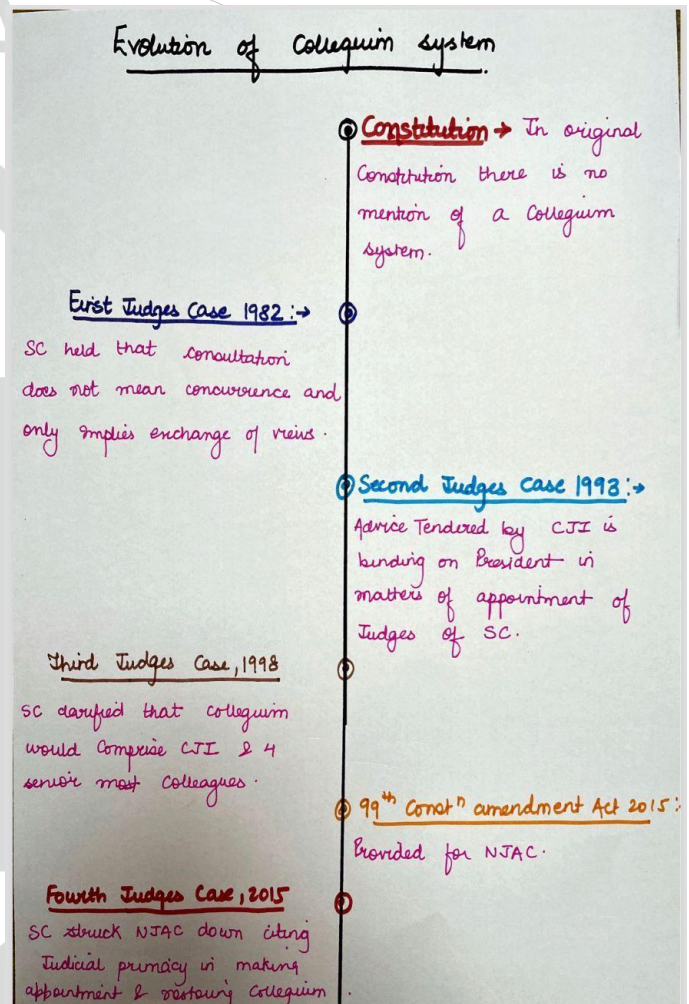 Evolution of Collegium system
Constitution → In original
Constitution there is no
mention of a Collegium
system.
First Judges Case 1982:→
SC held that consultation
does not mean concurrence and
only implies exchange of views.
Second Judges Case 1993:→
Advice Tendered by CJI is
binding on President in
matters of appointment of
Judges of SC.
Third Judges Case, 1998
SC clarified that collegium
would Comprise CJI & 4
senior most Colleagues.
99th Constn amendment Act 2015:
Provided for NJAC.
Fourth Judges Case, 2015
SC struck NJAC down citing
Judicial primacy in making
appointment & restoring Collegium.